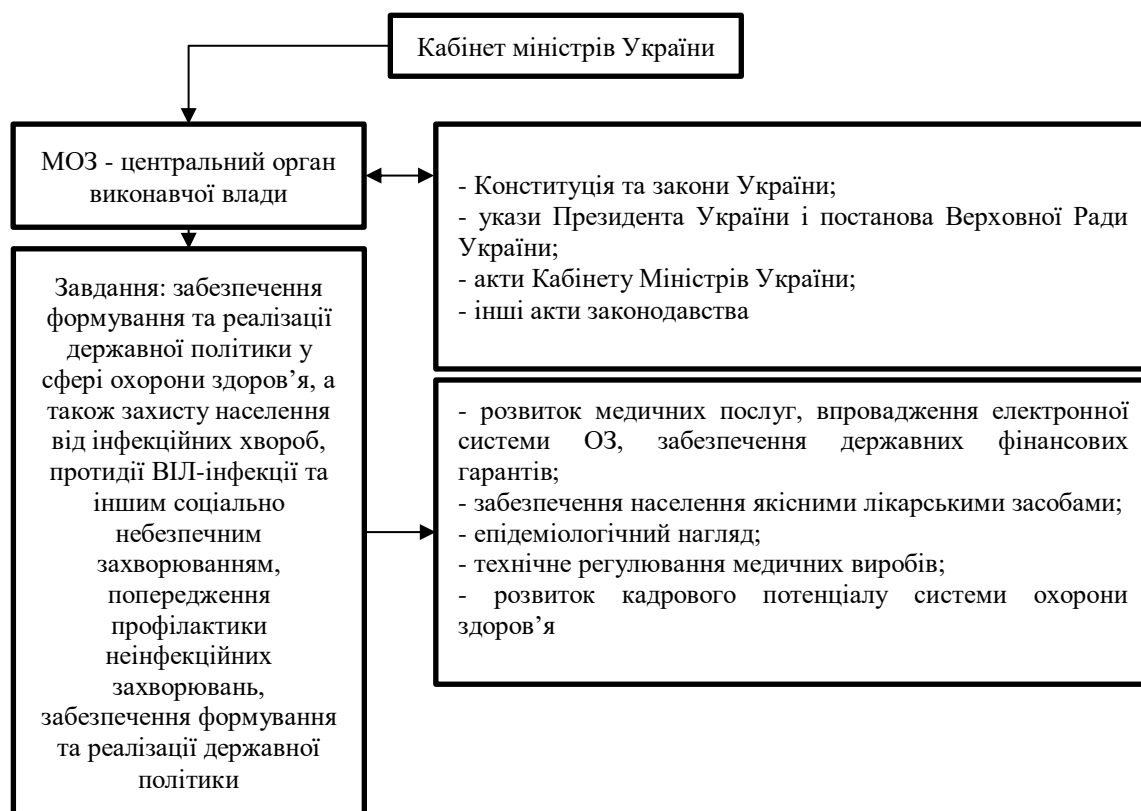 Кабінет міністрів України
МОЗ - центральний орган
виконавчої влади
- Конституція та закони України;
- укази Президента України і постанова Верховної Ради
України;
- акти Кабінету Міністрів України;
- інші акти законодавства
Завдання: забезпечення
формування та реалізації
державної політики у
сфері охорони здоров’я, а
також захисту населення
від інфекційних хвороб,
протидії ВІЛ-інфекції та
іншим соціально
небезпечним
захворюванням,
попередження
профілактики
неінфекційних
захворювань,
забезпечення формування
та реалізації державної
політики
- розвиток медичних послуг, впровадження електронної
системи ОЗ, забезпечення державних фінансових
гарантів;
- забезпечення населення якісними лікарськими засобами;
- епідеміологічний нагляд;
- технічне регулювання медичних виробів;
- розвиток кадрового потенціалу системи охорони
здоров’я